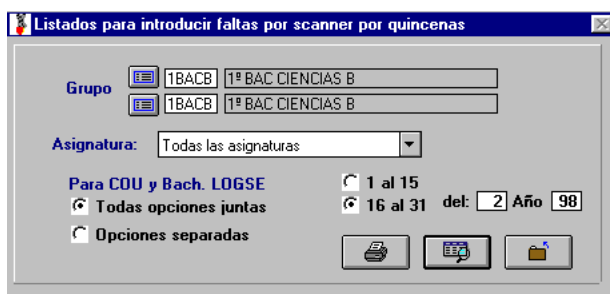 Listados para introducir faltas por scanner por quincenas
Grupo 1BACB 1º BAC CIENCIAS B
1BACB 1º BAC CIENCIAS B
Asignatura: Todas las asignaturas
Para COU y Bach. LOGSE
Todas opciones juntas
Opciones separadas
1 al 15
16 al 31 del: 2 Año 98